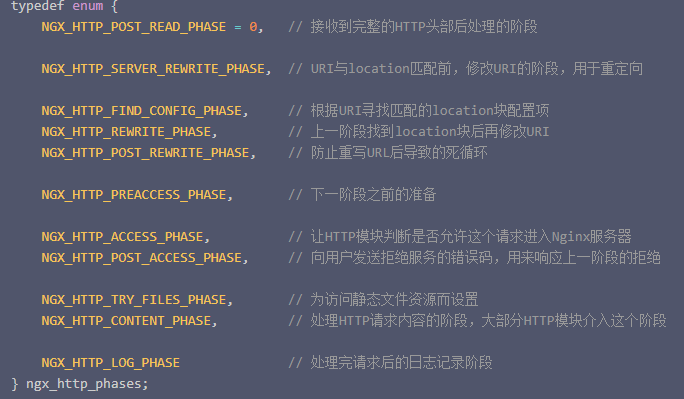 typedef enum {
NGX_HTTP_POST_READ_PHASE = 0, // 接收到完整的HTTP头部后处理的阶段
NGX_HTTP_SERVER_REWRITE_PHASE, // URI与location匹配前，修改URI的阶段，用于重定向
NGX_HTTP_FIND_CONFIG_PHASE, // 根据URI寻找匹配的location块配置项
NGX_HTTP_REWRITE_PHASE, // 上一阶段找到location块后再修改URI
NGX_HTTP_POST_REWRITE_PHASE, // 防止重写URL后导致的死循环
NGX_HTTP_PREACCESS_PHASE, // 下一阶段之前的准备
NGX_HTTP_ACCESS_PHASE, // 让HTTP模块判断是否允许这个请求进入Nginx服务器
NGX_HTTP_POST_ACCESS_PHASE, // 向用户发送拒绝服务的错误码，用来响应上一阶段的拒绝
NGX_HTTP_TRY_FILES_PHASE, // 为访问静态文件资源而设置
NGX_HTTP_CONTENT_PHASE, // 处理HTTP请求内容的阶段，大部分HTTP模块介入这个阶段
NGX_HTTP_LOG_PHASE // 处理完请求后的日志记录阶段
} ngx_http_phases;